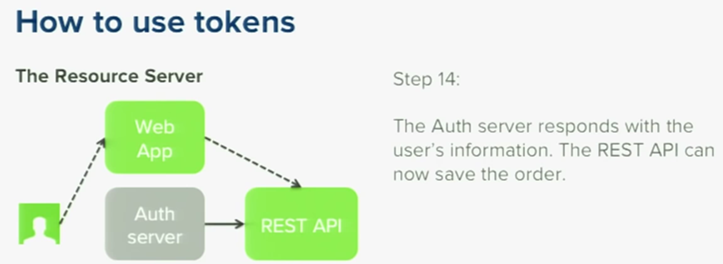 How to use tokens
The Resource Server
Web
App
Auth
server
REST API
Step 14:
The Auth server responds with the
user's information. The REST API can
now save the order.